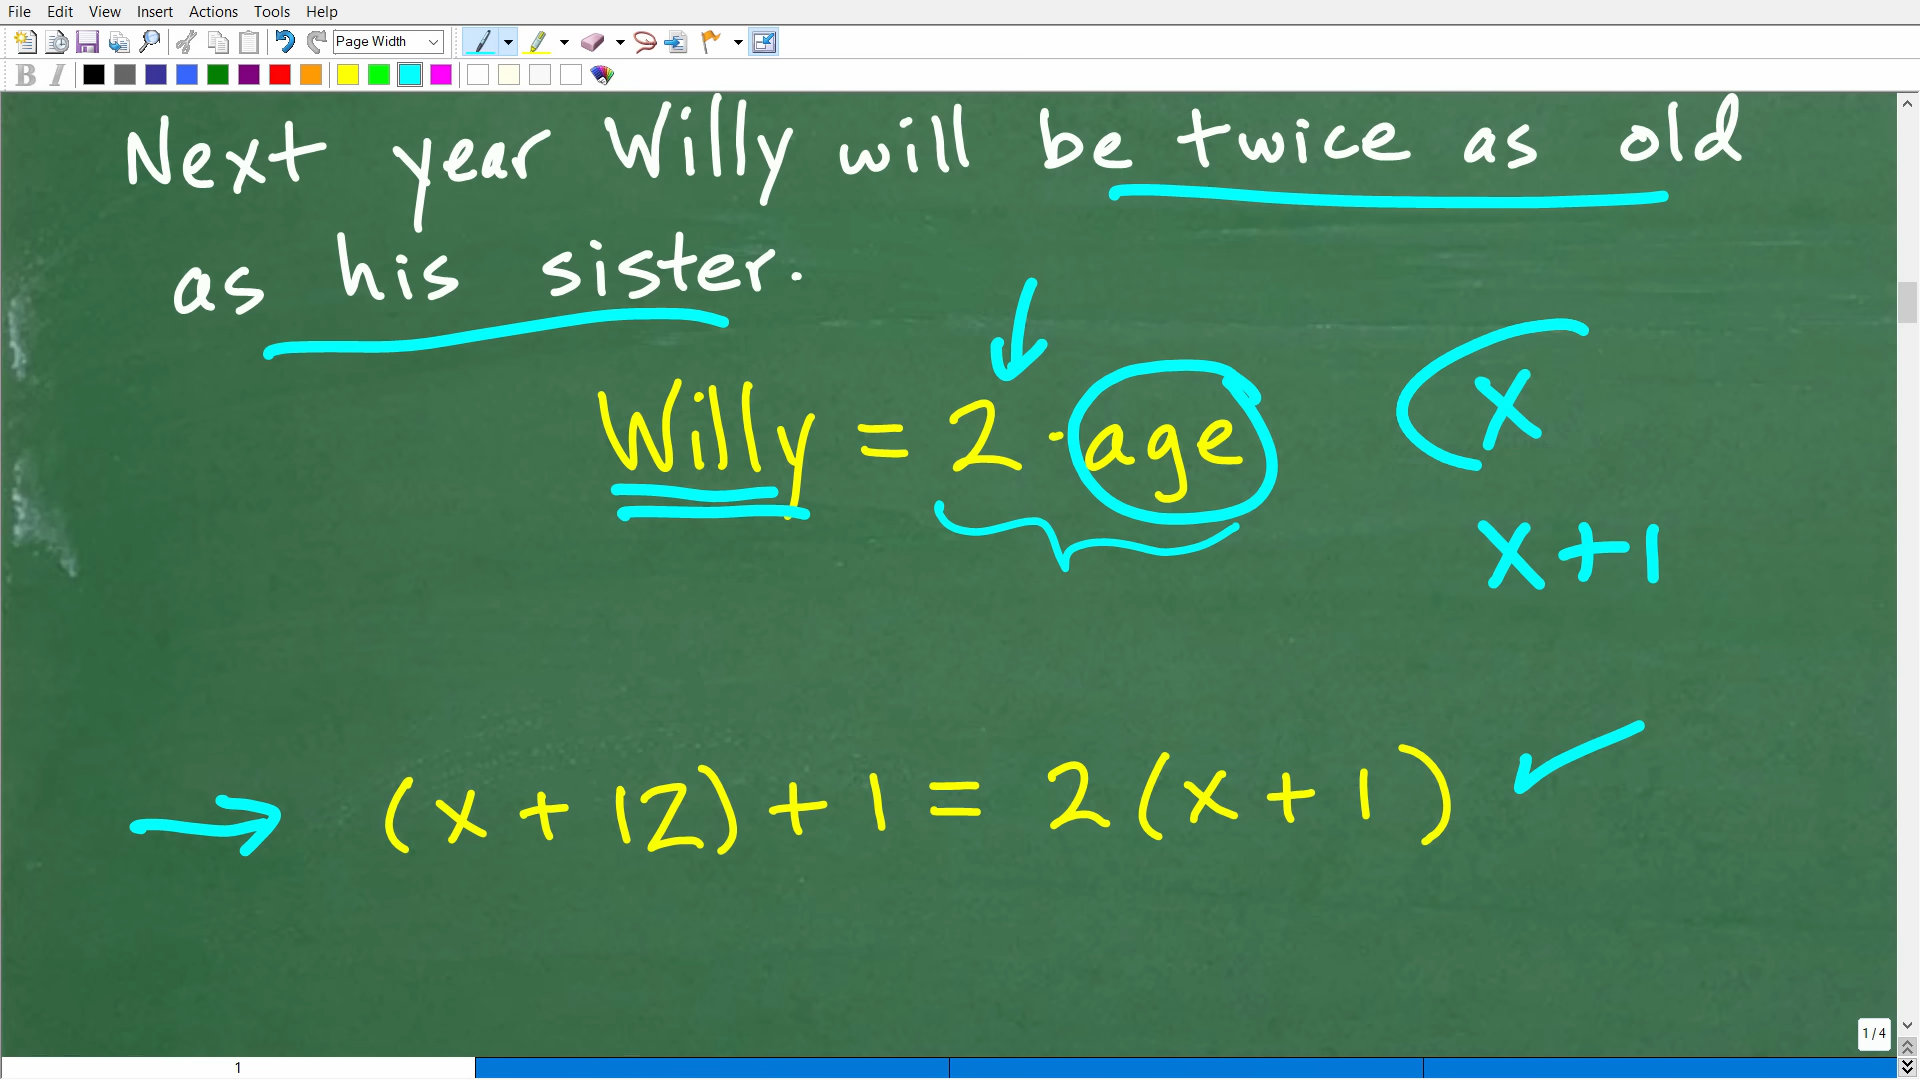 File Edit View Insert Actions Tools Help
Page Width
B I
Next year Willy will be twice as old
as his sister.
Willy = 2 · age
x
x+1
(x + 12) + 1 = 2 (x + 1)
1 / 4
1